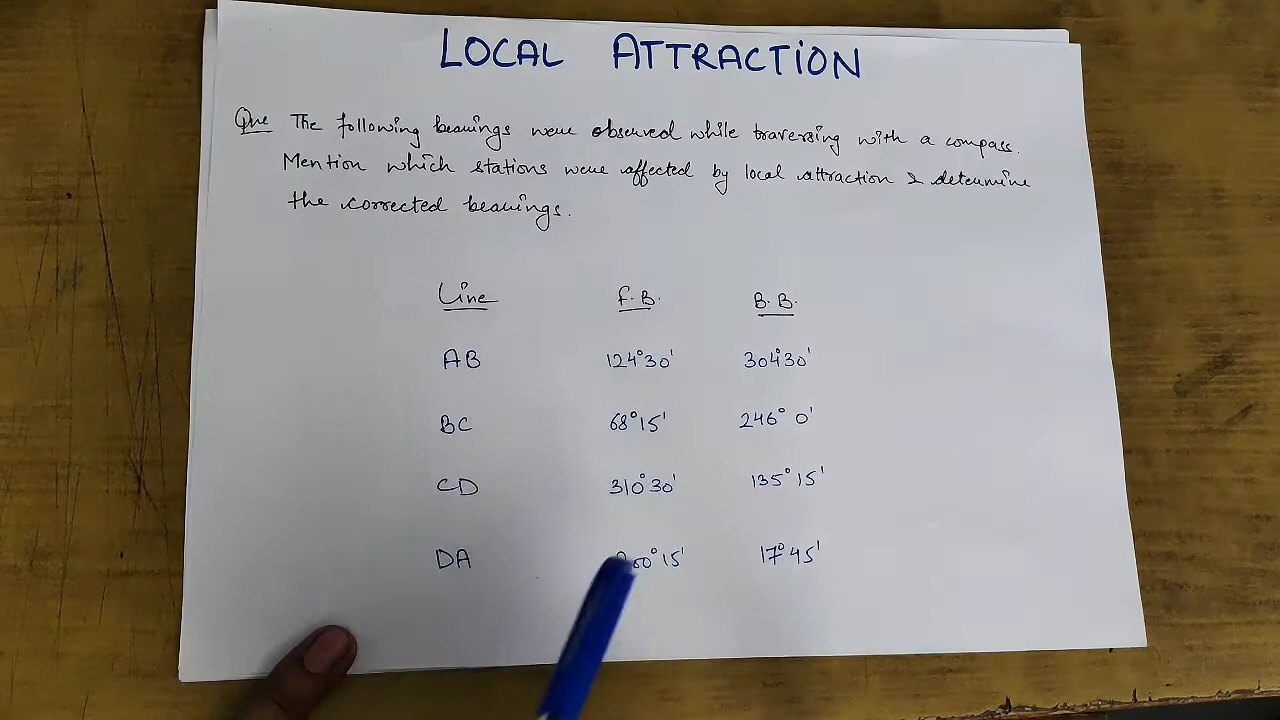 LOCAL ATTRACTION
Que The following bearings were observed while traversing with a compass.
Mention which stations were affected by local attraction & determine
the corrected bearings.
Line F.B. B.B.
AB 124°30' 304°30'
BC 68°15' 246° 0'
CD 310°30' 135°15'
DA 17°45'